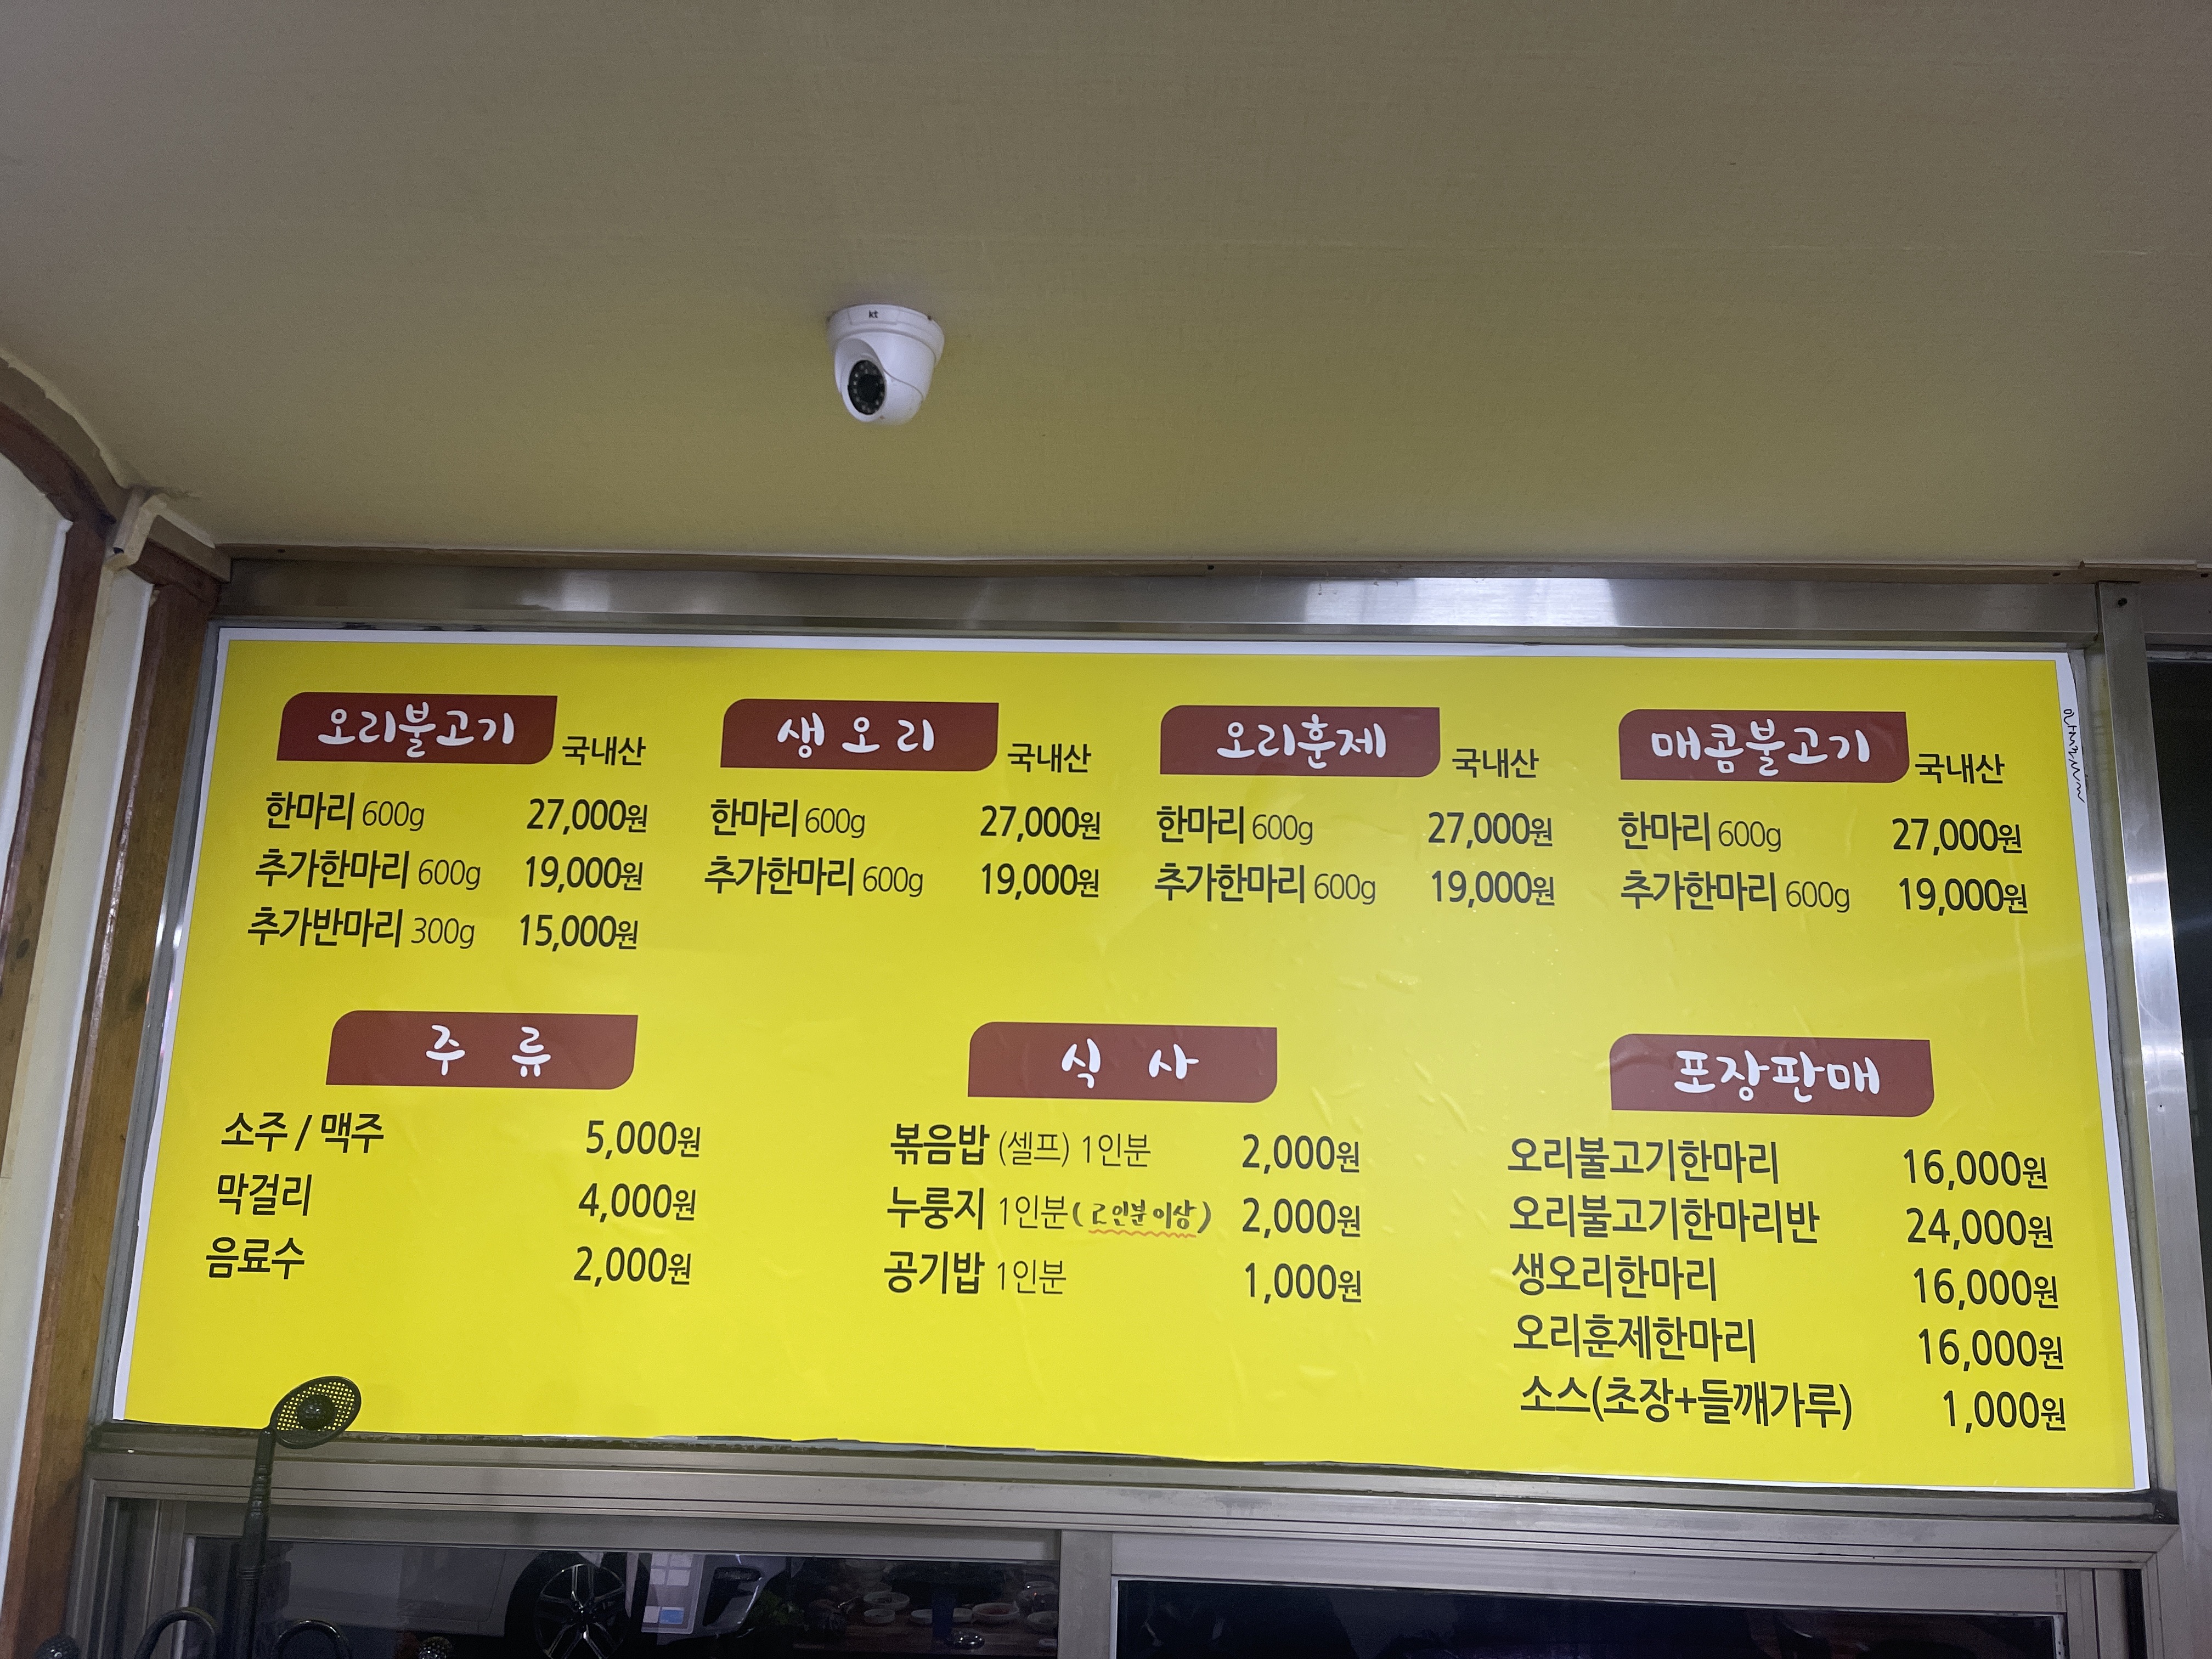 kt
오리불고기 국내산
한마리 600g 27,000원
추가한마리 600g 19,000원
추가반마리 300g 15,000원
생오리 국내산
한마리 600g 27,000원
추가한마리 600g 19,000원
오리훈제 국내산
한마리 600g 27,000원
추가한마리 600g 19,000원
매콤불고기 국내산
한마리 600g 27,000원
추가한마리 600g 19,000원
주 류
소주 / 맥주 5,000원
막걸리 4,000원
음료수 2,000원
식 사
볶음밥 (셀프) 1인분 2,000원
누룽지 1인분 (2인분이상) 2,000원
공기밥 1인분 1,000원
포장판매
오리불고기한마리 16,000원
오리불고기한마리반 24,000원
생오리한마리 16,000원
오리훈제한마리 16,000원
소스(초장+들깨가루) 1,000원